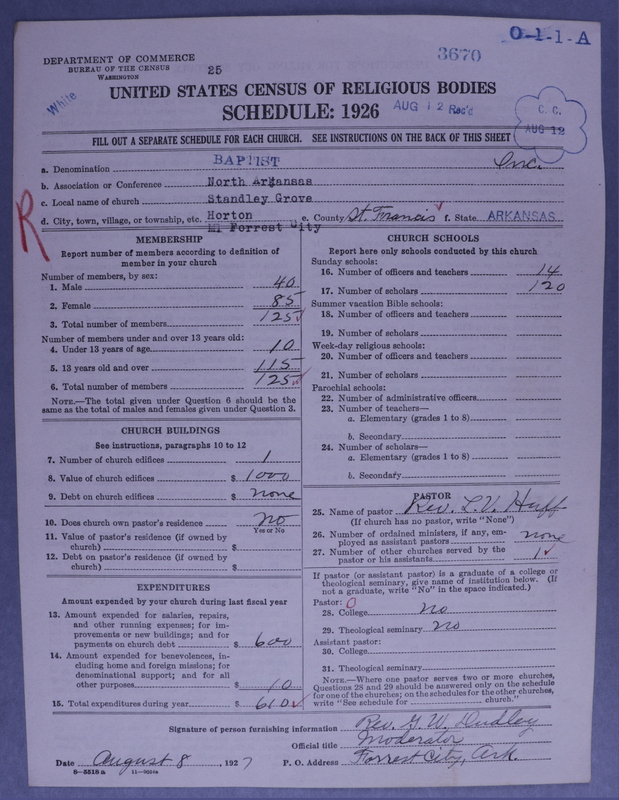 O-1-1-A
3670
DEPARTMENT OF COMMERCE
BUREAU OF THE CENSUS
WASHINGTON
25
White
UNITED STATES CENSUS OF RELIGIOUS BODIES
SCHEDULE: 1926
AUG 12 Rec'd
C. C.
AUG 12
FILL OUT A SEPARATE SCHEDULE FOR EACH CHURCH. SEE INSTRUCTIONS ON THE BACK OF THIS SHEET
R
a. Denomination BAPTIST
b. Association or Conference North Arkansas
c. Local name of church Standley Grove
d. City, town, village, or township, etc. Horton e. County St. Francis f. State ARKANSAS
Forrest City
MEMBERSHIP
Report number of members according to definition of
member in your church
Number of members, by sex:
1. Male 40
2. Female 85
3. Total number of members 125
Number of members under and over 13 years old:
4. Under 13 years of age 10
5. 13 years old and over 115
6. Total number of members 125
NOTE.—The total given under Question 6 should be
same as the total of males and females given under Question 3.
CHURCH BUILDINGS
See instructions, paragraphs 10 to 12
7. Number of church edifices 1
8. Value of church edifices $ 1000
9. Debt on church edifices $ none
10. Does church own pastor's residence no
Yes or No
11. Value of pastor's residence (if owned by
church) $
12. Debt on pastor's residence (if owned by
church) $
EXPENDITURES
Amount expended by your church during last fiscal year
13. Amount expended for salaries, repairs,
and other running expenses; for im-
provements or new buildings; and for
payments on church debt $ 600
14. Amount expended for benevolences, in-
cluding home and foreign missions; for
denominational support; and for all
other purposes $ 10
15. Total expenditures during year $ 610
CHURCH SCHOOLS
Report here only schools conducted by this church
Sunday schools:
16. Number of officers and teachers 14
17. Number of scholars 120
Summer vacation Bible schools:
18. Number of officers and teachers
19. Number of scholars
Week-day religious schools:
20. Number of officers and teachers
21. Number of scholars
Parochial schools:
22. Number of administrative officers
23. Number of teachers—
a. Elementary (grades 1 to 8)
b. Secondary
24. Number of scholars—
a. Elementary (grades 1 to 8)
b. Secondary
PASTOR
25. Name of pastor Rev. L.V. Huff
(If church has no pastor, write "None")
26. Number of ordained ministers, if any, em-
ployed as assistant pastors none
27. Number of other churches served by the
pastor or his assistants 1
If pastor (or assistant pastor) is a graduate of a college or
theological seminary, give name of institution below. (If
not a graduate, write "No" in the space indicated.)
Pastor: O
28. College no
29. Theological seminary no
Assistant pastor:
30. College
31. Theological seminary
NOTE.—Where one pastor serves two or more churches,
Questions 28 and 29 should be answered only on the schedule
for one of the churches; on the schedules for the other churches,
write "See schedule for church."
Signature of person furnishing information Rev. G. W. Dudley
Official title Moderator
Date August 8, 1927 P. O. Address Forrest City, Ark.
8-5518a 11-9664a